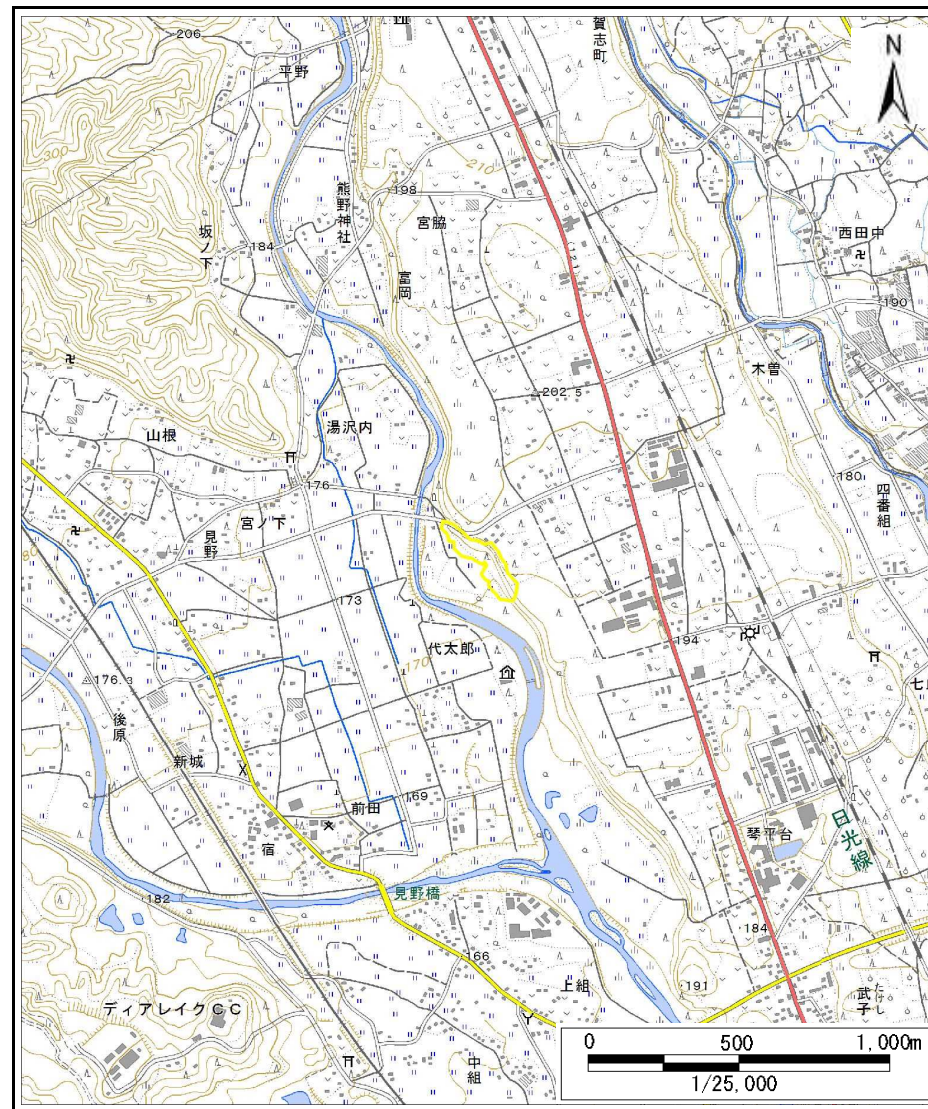 206
平野
賀志町
N
300
210
熊野神社
198
宮脇
坂ノ下
184
西田中
富岡
190
202.5
木曽
湯沢内
山根
176
180
四番組
宮ノ下
見野
80
173
194
代太郎
170
176.3
七
後原
新城
169
前田
琴平台
日光線
宿
182
見野橋
184
166
上組
191
武子
たけし
ディアレイクCC
中組
0 500 1,000m
1/25,000